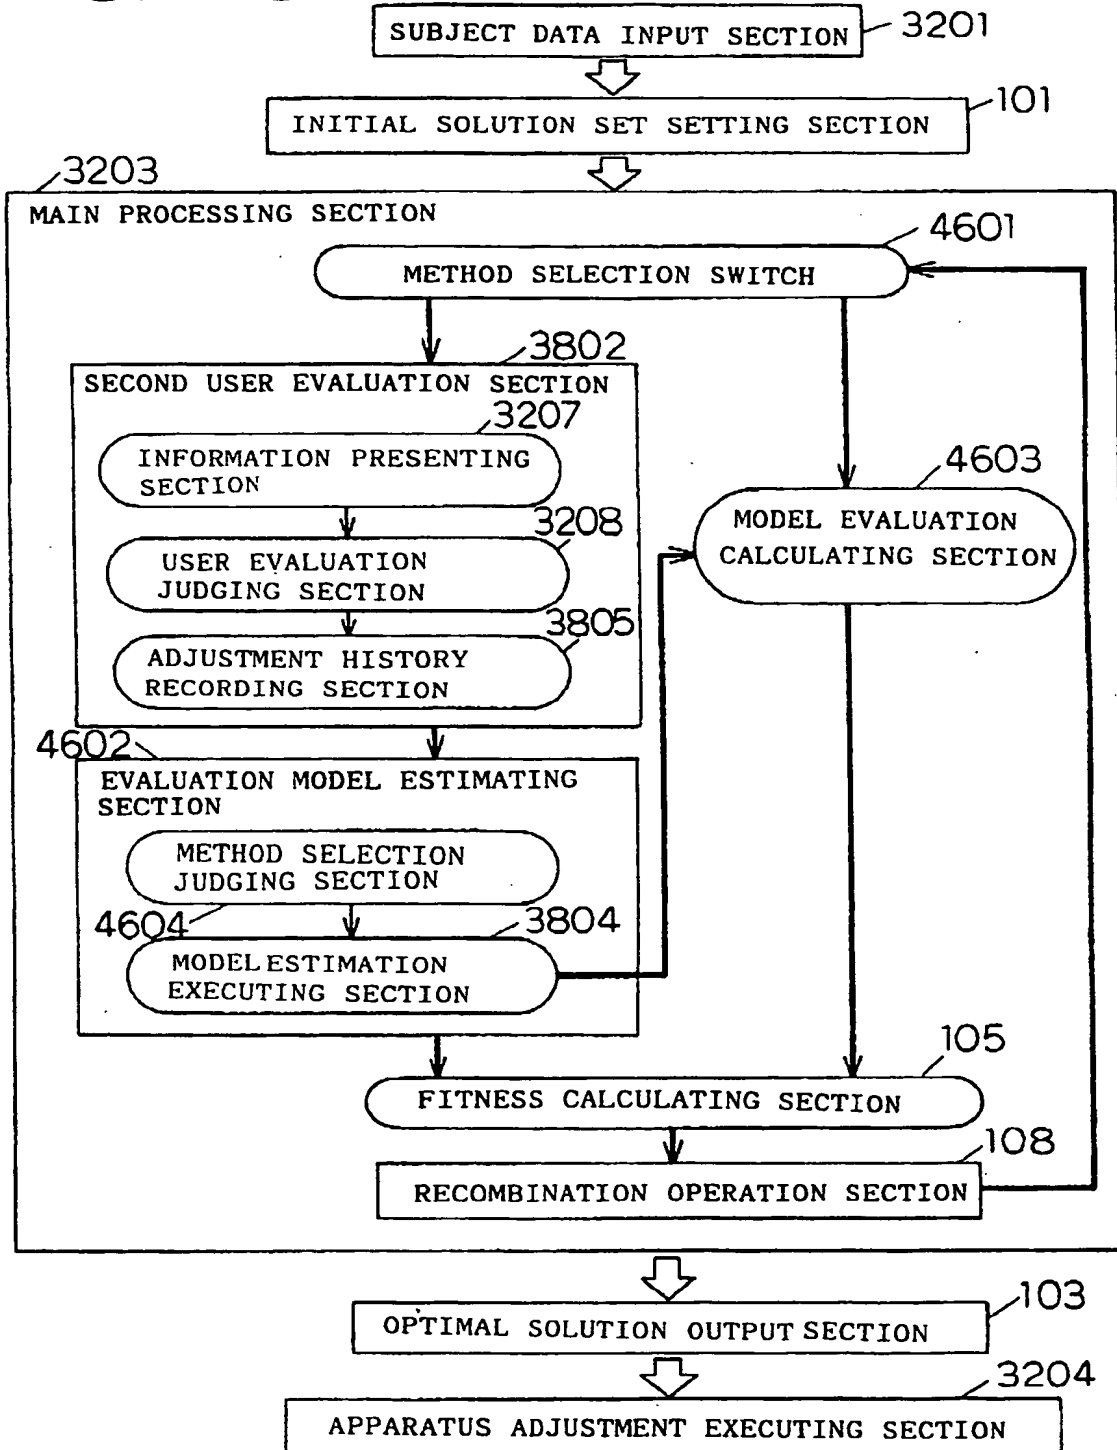 SUBJECT DATA INPUT SECTION
3201
INITIAL SOLUTION SET SETTING SECTION
101
3203
MAIN PROCESSING SECTION
4601
METHOD SELECTION SWITCH
3802
SECOND USER EVALUATION SECTION
3207
INFORMATION PRESENTING
SECTION
3208
USER EVALUATION
JUDGING SECTION
3805
ADJUSTMENT HISTORY
RECORDING SECTION
4603
MODEL EVALUATION
CALCULATING SECTION
4602
EVALUATION MODEL ESTIMATING
SECTION
METHOD SELECTION
JUDGING SECTION
4604
3804
MODEL ESTIMATION
EXECUTING SECTION
105
FITNESS CALCULATING SECTION
108
RECOMBINATION OPERATION SECTION
103
OPTIMAL SOLUTION OUTPUT SECTION
3204
APPARATUS ADJUSTMENT EXECUTING SECTION